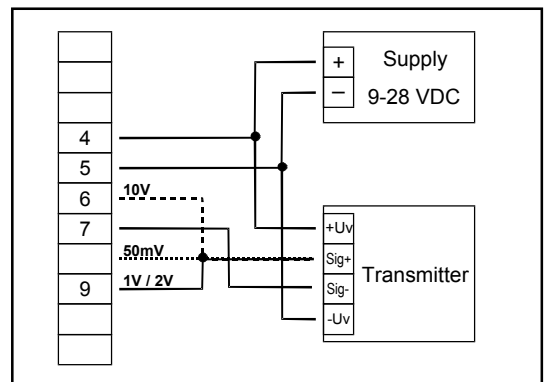 +
Supply
–
9-28 VDC
4
5
6
10V
7
50mV
9
1V / 2V
+Uv
Sig+
Sig-
-Uv
Transmitter